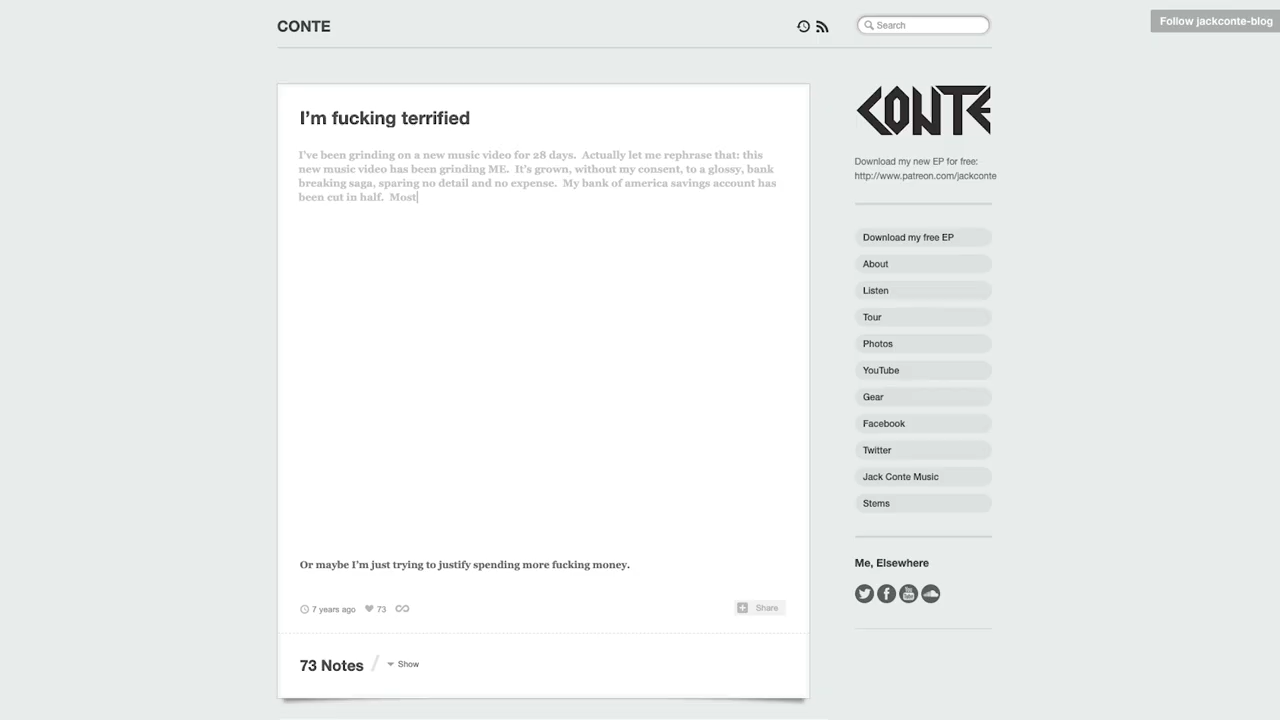 CONTE
Search
Follow jackconte-blog
I'm fucking terrified
I've been grinding on a new music video for 28 days.  Actually let me rephrase that: this
new music video has been grinding ME.  It's grown, without my consent, to a glossy, bank
breaking saga, sparing no detail and no expense.  My bank of america savings account has
been cut in half.  Most
Or maybe I'm just trying to justify spending more fucking money.
7 years ago
73
Share
73 Notes / Show
CONTE
Download my new EP for free:
http://www.patreon.com/jackconte
Download my free EP
About
Listen
Tour
Photos
YouTube
Gear
Facebook
Twitter
Jack Conte Music
Stems
Me, Elsewhere
You Tube